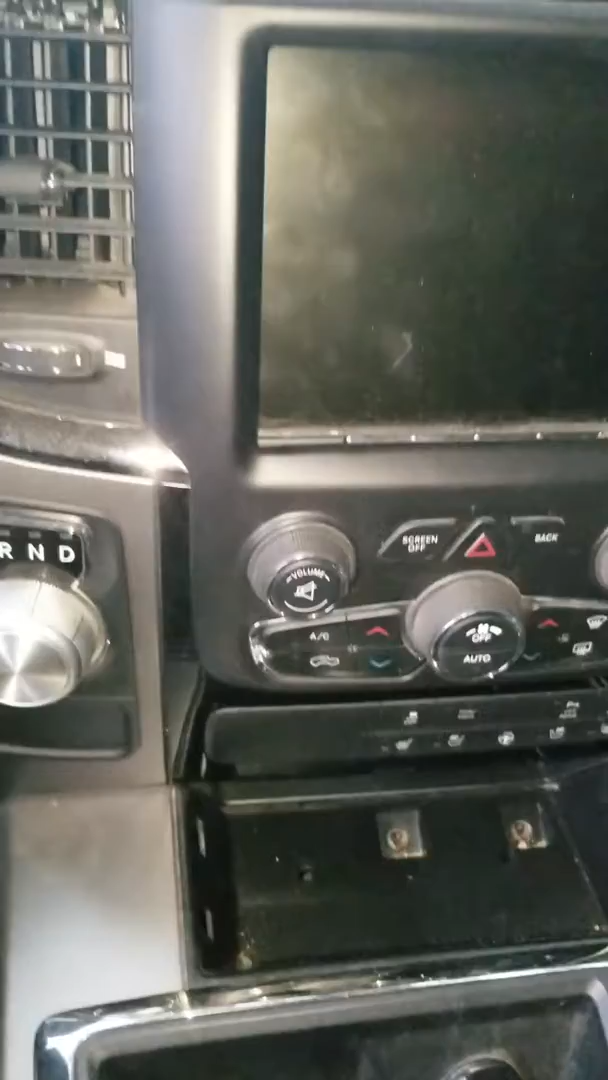 R N D
SCREEN
OFF
BACK
VOLUME
A/C
OFF
AUTO